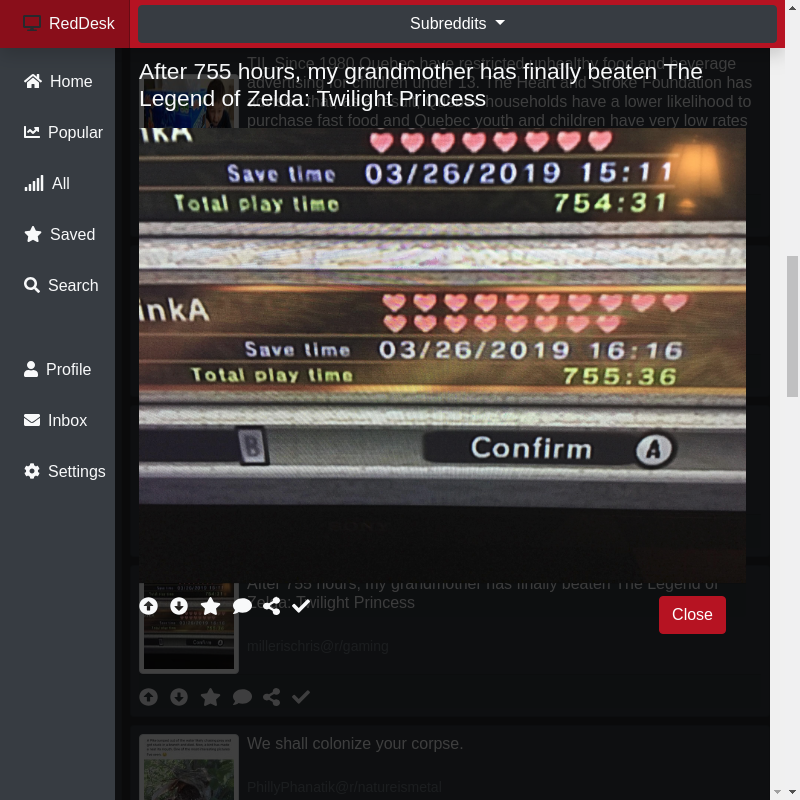 RedDesk
Subreddits
Home
Popular
All
Saved
Search
Profile
Inbox
Settings
TIL Since 1980 Quebec have restricted unhealthy food and beverage
advertising for children under 13. The Heart and Stroke Foundation has
households have a lower likelihood to
purchase fast food and Quebec youth and children have very low rates
After 755 hours, my grandmother has finally beaten The
Legend of Zelda: Twilight Princess
inkA
Save time 03/26/2019 15:11
Total play time 754:31
inkA
Save time 03/26/2019 16:16
Total play time 755:36
B Confirm A
After 755 hours, my grandmother has finally beaten The Legend of
Zelda: Twilight Princess
Close
millerischris@r/gaming
We shall colonize your corpse.
PhillyPhanatik@r/natureismetal